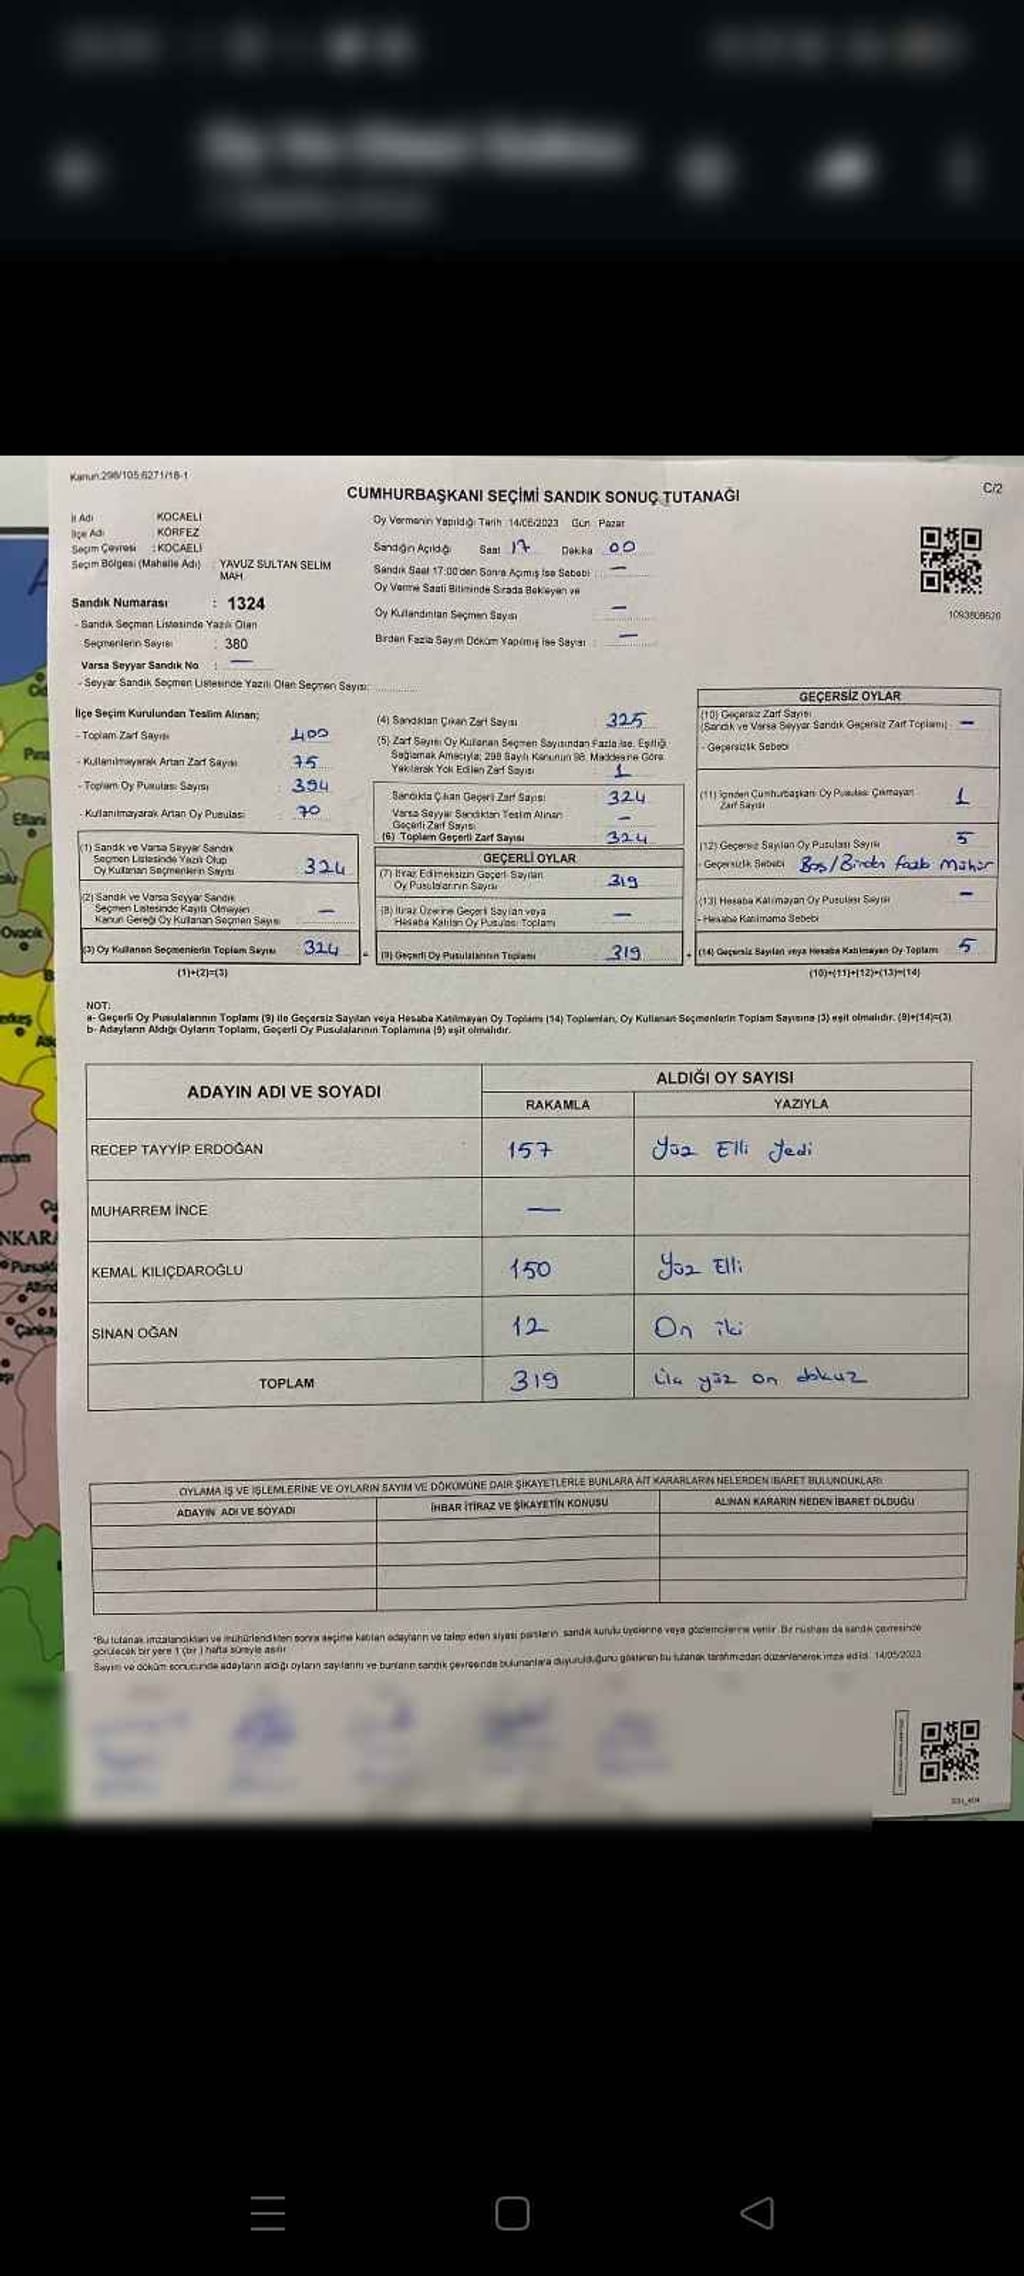 Kanun:298/105;6271/18-1
CUMHURBAŞKANI SEÇİMİ SANDIK SONUÇ TUTANAĞI
C/2
İl Adı KOCAELİ
İlçe Adı KÖRFEZ
Seçim Çevresi : KOCAELİ
Seçim Bölgesi (Mahalle Adı) : YAVUZ SULTAN SELİM MAH.
Sandık Numarası : 1324
- Sandık Seçmen Listesinde Yazılı Olan
Seçmenlerin Sayısı : 380
Varsa Seyyar Sandık No : —
- Seyyar Sandık Seçmen Listesinde Yazılı Olan Seçmen Sayısı:
Oy Vermenin Yapıldığı Tarih 14/05/2023 Gün Pazar
Sandığın Açıldığı Saat 17 Dakika 00
Sandık Saat 17:00'den Sonra Açılmış İse Sebebi : —
Oy Verme Saati Bitiminde Sırada Bekleyen ve
Oy Kullandırılan Seçmen Sayısı —
Birden Fazla Sayım Döküm Yapılmış İse Sayısı : —
1093808626
İlçe Seçim Kurulundan Teslim Alınan;
- Toplam Zarf Sayısı 400
- Kullanılmayarak Artan Zarf Sayısı 75
- Toplam Oy Pusulası Sayısı : 394
- Kullanılmayarak Artan Oy Pusulası : 70
(1) Sandık ve Varsa Seyyar Sandık
Seçmen Listesinde Yazılı Olup
Oy Kullanan Seçmenlerin Sayısı 324
(2) Sandık ve Varsa Seyyar Sandık
Seçmen Listesinde Kayıtlı Olmayan
Kanun Gereği Oy Kullanan Seçmen Sayısı —
(3) Oy Kullanan Seçmenlerin Toplam Sayısı 324
(1)+(2)=(3)
(4) Sandıktan Çıkan Zarf Sayısı 325
(5) Zarf Sayısı Oy Kullanan Seçmen Sayısından Fazla İse, Eşitliği
Sağlamak Amacıyla; 298 Sayılı Kanunun 98. Maddesine Göre
Yakılarak Yok Edilen Zarf Sayısı 1
Sandıkta Çıkan Geçerli Zarf Sayısı 324
Varsa Seyyar Sandıktan Teslim Alınan
Geçerli Zarf Sayısı —
(6) Toplam Geçerli Zarf Sayısı 324
GEÇERLİ OYLAR
(7) İtiraz Edilmeksizin Geçerli Sayılan
Oy Pusulalarının Sayısı 319
(8) İtiraz Üzerine Geçerli Sayılan veya
Hesaba Katılan Oy Pusulası Toplamı —
= (9) Geçerli Oy Pusulalarının Toplamı 319
GEÇERSİZ OYLAR
(10) Geçersiz Zarf Sayısı
(Sandık ve Varsa Seyyar Sandık Geçersiz Zarf Toplamı) —
- Geçersizlik Sebebi
(11) İçinden Cumhurbaşkanı Oy Pusulası Çıkmayan
Zarf Sayısı 1
(12) Geçersiz Sayılan Oy Pusulası Sayısı 5
- Geçersizlik Sebebi Boş/Birden fazla Mühür
(13) Hesaba Katılmayan Oy Pusulası Sayısı —
- Hesaba Katılmama Sebebi
+ (14) Geçersiz Sayılan veya Hesaba Katılmayan Oy Toplamı 5
(10)+(11)+(12)+(13)=(14)
NOT:
a- Geçerli Oy Pusulalarının Toplamı (9) ile Geçersiz Sayılan veya Hesaba Katılmayan Oy Toplamı (14) Toplamları, Oy Kullanan Seçmenlerin Toplam Sayısına (3) eşit olmalıdır. (9)+(14)=(3)
b- Adayların Aldığı Oyların Toplamı, Geçerli Oy Pusulalarının Toplamına (9) eşit olmalıdır.
ADAYIN ADI VE SOYADI ALDIĞI OY SAYISI
RAKAMLA YAZIYLA
RECEP TAYYİP ERDOĞAN 157 Yüz Elli Yedi
MUHARREM İNCE —
KEMAL KILIÇDAROĞLU 150 Yüz Elli
SİNAN OĞAN 12 On iki
TOPLAM 319 yüz on dokuz
OYLAMA İŞ VE İŞLEMLERİNE VE OYLARIN SAYIM VE DÖKÜMÜNE DAİR ŞİKAYETLERLE BUNLARA AİT KARARLARIN NELERDEN İBARET BULUNDUKLARI
ADAYIN ADI VE SOYADI İHBAR İTİRAZ VE ŞİKAYETİN KONUSU ALINAN KARARIN NEDEN İBARET OLDUĞU
*Bu tutanak imzalandıktan ve mühürlendikten sonra seçime katılan adayların ve talep eden siyasi partilerin, sandık kurulu üyelerine veya gözlemcilerine verilir. Bir nüshası da sandık çevresinde
görülecek bir yere 1 (bir) hafta süreyle asılır.
Sayım ve döküm sonucunda adayların aldığı oyların sayılarını ve bunların sandık çevresinde bulunanlara duyurulduğunu gösteren bu tutanak tarafımızdan düzenlenerek imza edildi. 14/05/2023
Ovacık
NKARA
Çankay